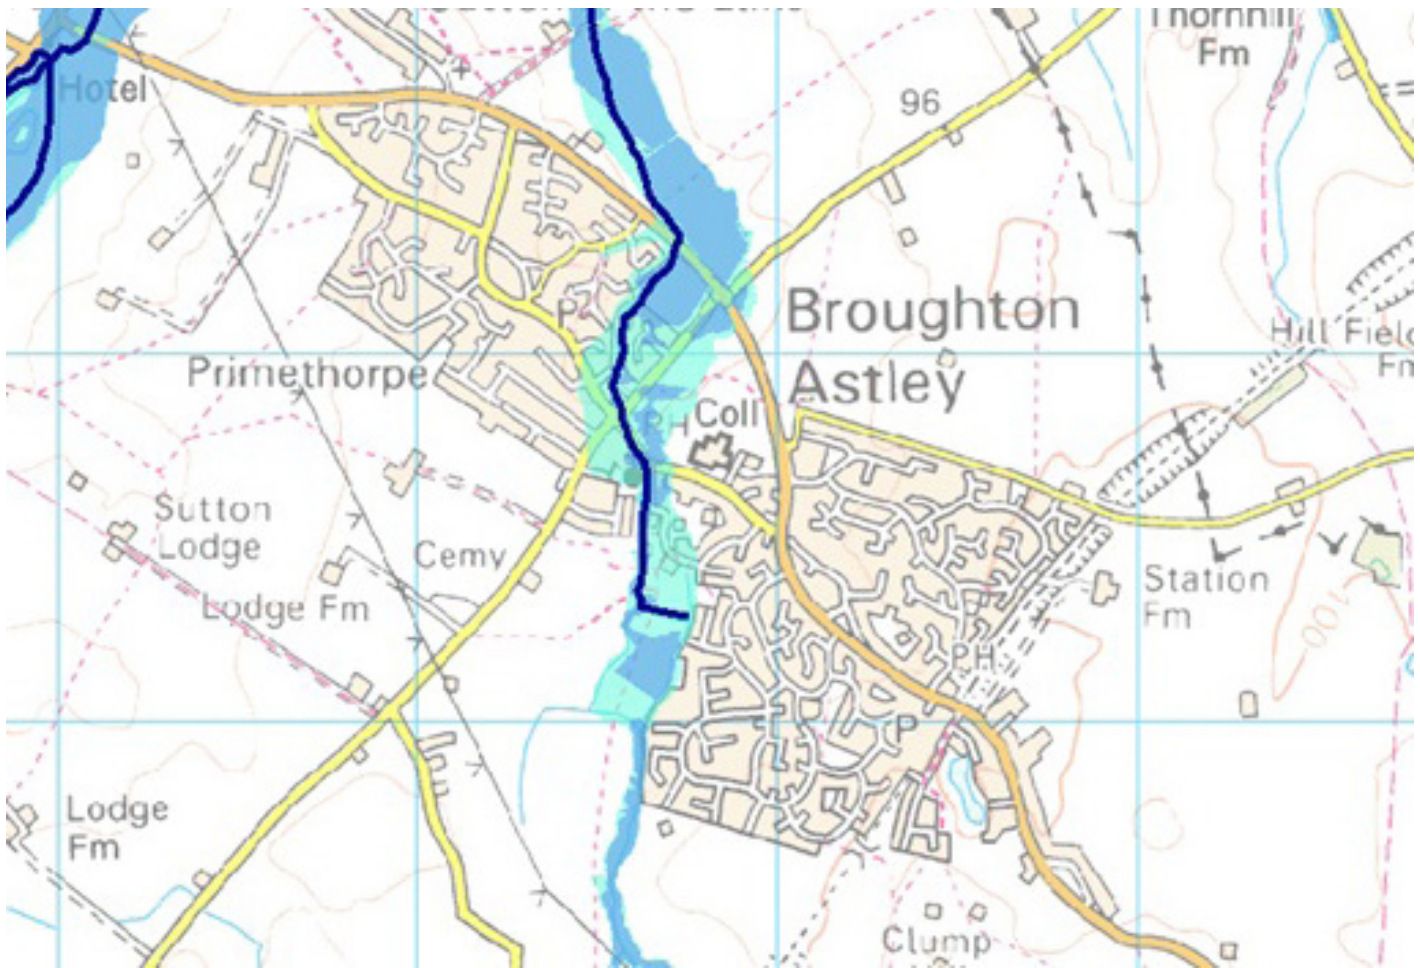 Thornhill
Fm
Hotel
96
Broughton
Astley
Hill Field
Fm
P
Primethorpe
PH
Coll
Sutton
Lodge
Cemy
Lodge Fm
Station
Fm
100
PH
P
Lodge
Fm
Clump